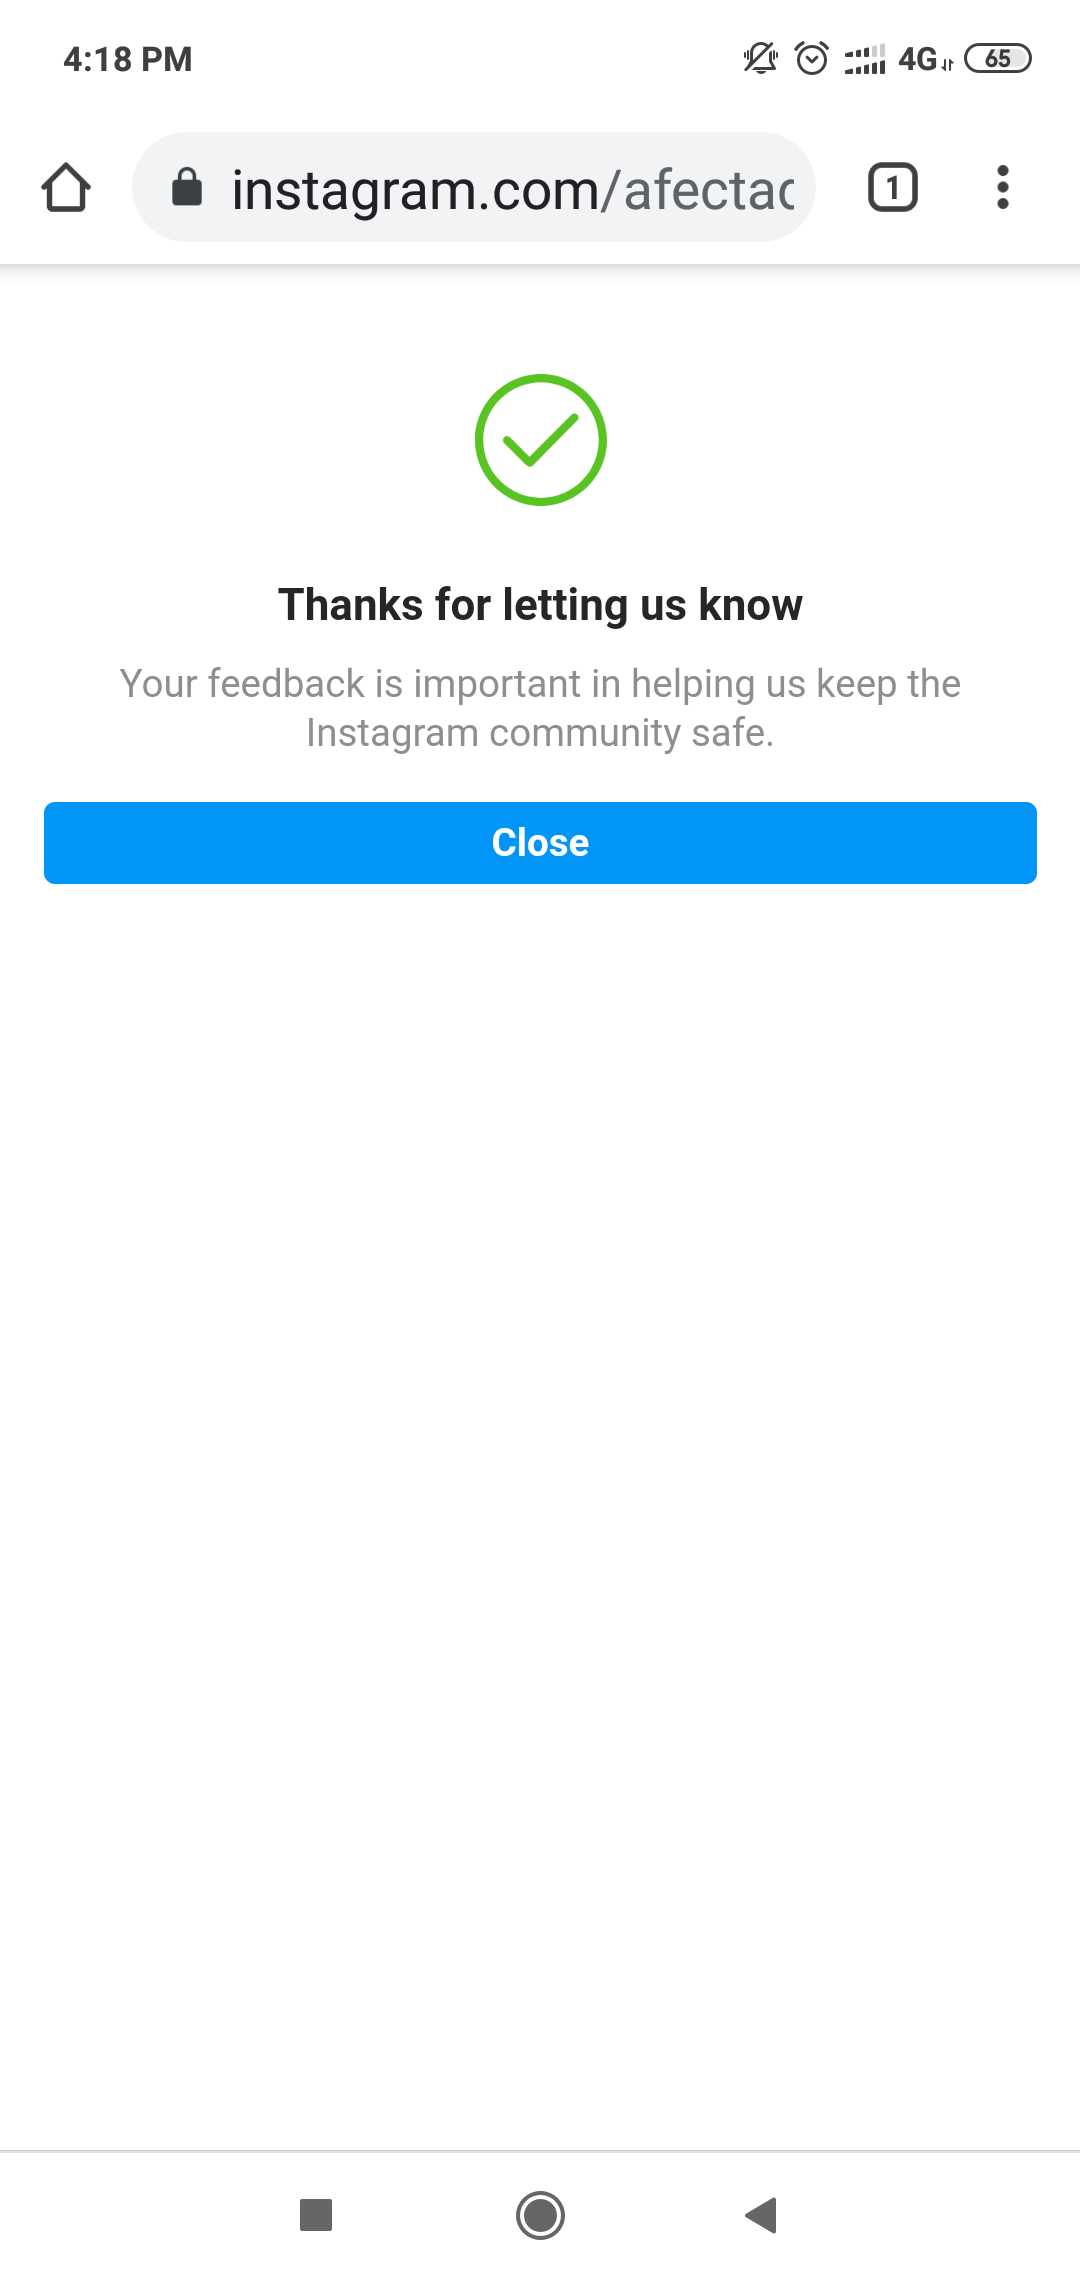 4:18 PM
4G
65
instagram.com/afectac
1
Thanks for letting us know
Your feedback is important in helping us keep the
Instagram community safe.
Close